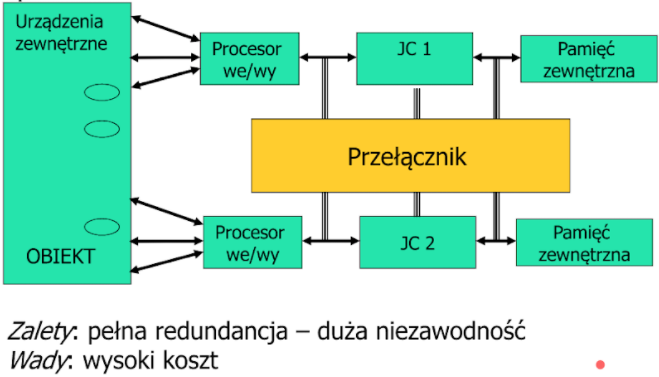 Urządzenia
zewnętrzne
Procesor
we/wy
JC 1
Pamięć
zewnętrzna
Przełącznik
OBIEKT
Procesor
we/wy
JC 2
Pamięć
zewnętrzna
Zalety: pełna redundancja – duża niezawodność
Wady: wysoki koszt